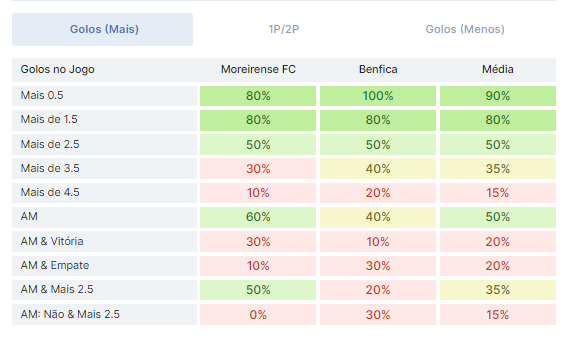 Golos (Mais) 1P/2P Golos (Menos)
Golos no Jogo Moreirense FC Benfica Média
Mais 0.5 80% 100% 90%
Mais de 1.5 80% 80% 80%
Mais de 2.5 50% 50% 50%
Mais de 3.5 30% 40% 35%
Mais de 4.5 10% 20% 15%
AM 60% 40% 50%
AM & Vitória 30% 10% 20%
AM & Empate 10% 30% 20%
AM & Mais 2.5 50% 20% 35%
AM: Não & Mais 2.5 0% 30% 15%